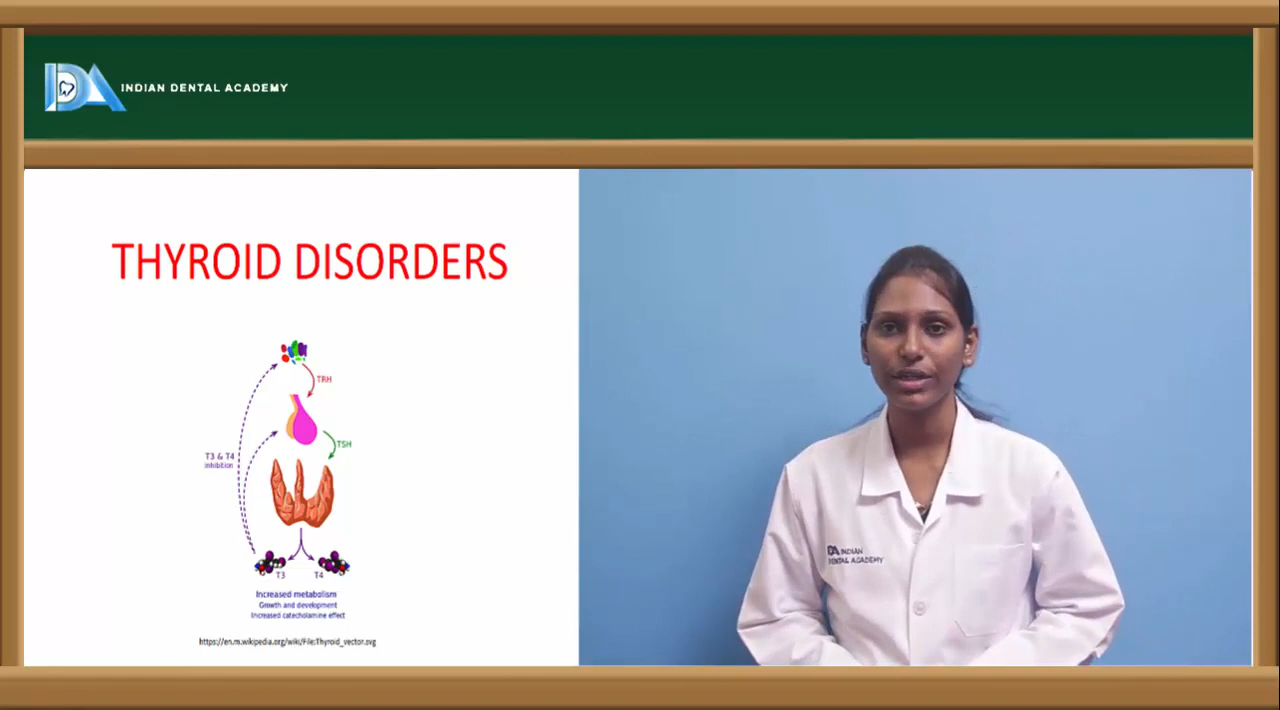 INDIAN DENTAL ACADEMY
THYROID DISORDERS
TRH
TSH
T3 & T4
inhibition
T3
T4
Increased metabolism
Growth and development
Increased catecholamine effect
https://en.m.wikipedia.org/wiki/File:Thyroid_vector.svg
INDIAN
DENTAL ACADEMY